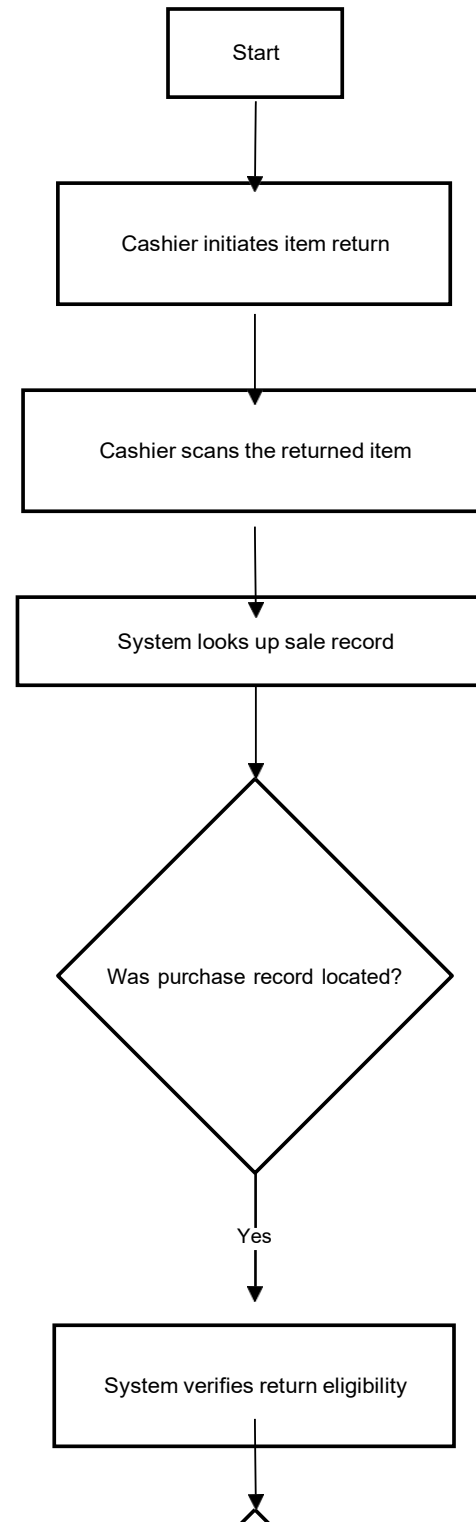 Start
Cashier initiates item return
Cashier scans the returned item
System looks up sale record
Was purchase record located?
Yes
System verifies return eligibility